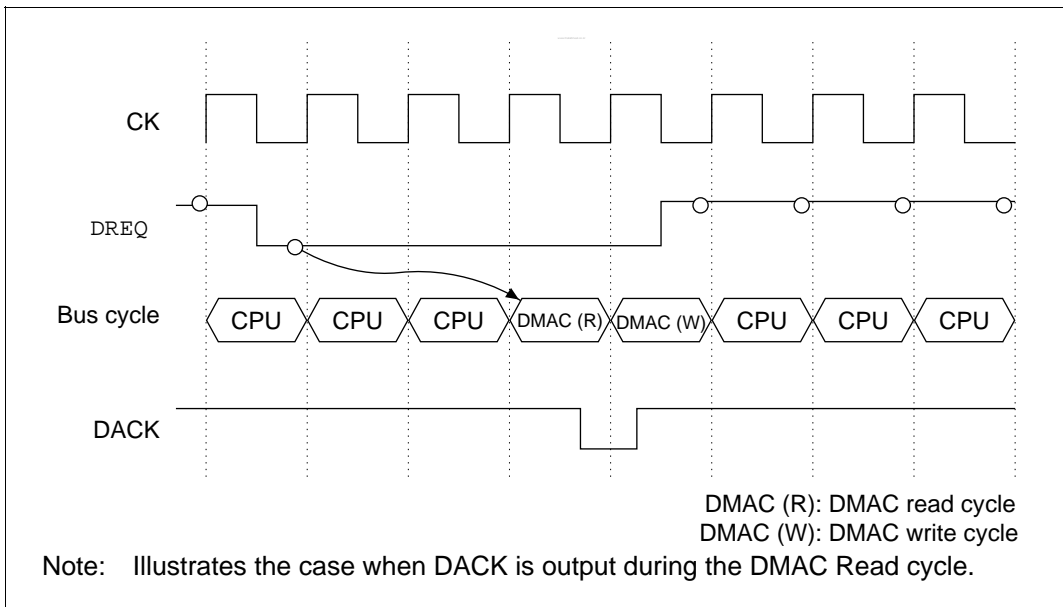 CK
DREQ
Bus cycle CPU CPU CPU DMAC (R) DMAC (W) CPU CPU CPU
DACK
DMAC (R): DMAC read cycle
DMAC (W): DMAC write cycle
Note: Illustrates the case when DACK is output during the DMAC Read cycle.